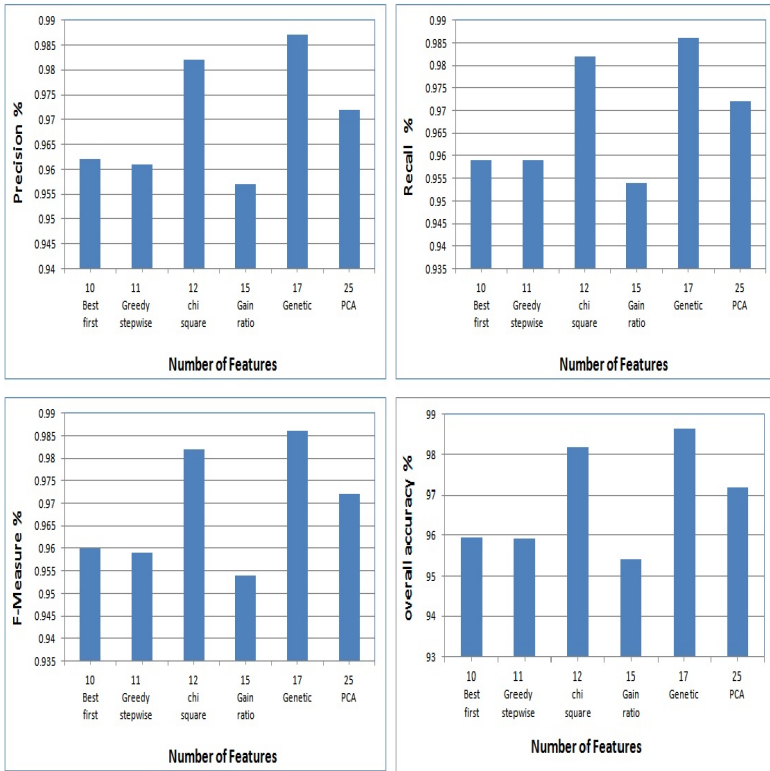 Precision %
0.99
0.985
0.98
0.975
0.97
0.965
0.96
0.955
0.95
0.945
0.94
10 11 12 15 17 25
Best Greedy chi Gain Genetic PCA
first stepwise square ratio
Number of Features
Recall %
0.99
0.985
0.98
0.975
0.97
0.965
0.96
0.955
0.95
0.945
0.94
0.935
10 11 12 15 17 25
Best Greedy chi Gain Genetic PCA
first stepwise square ratio
Number of Features
F-Measure %
0.99
0.985
0.98
0.975
0.97
0.965
0.96
0.955
0.95
0.945
0.94
0.935
10 11 12 15 17 25
Best Greedy chi Gain Genetic PCA
first stepwise square ratio
Number of Features
overall accuracy %
99
98
97
96
95
94
93
10 11 12 15 17 25
Best Greedy chi Gain Genetic PCA
first stepwise square ratio
Number of Features